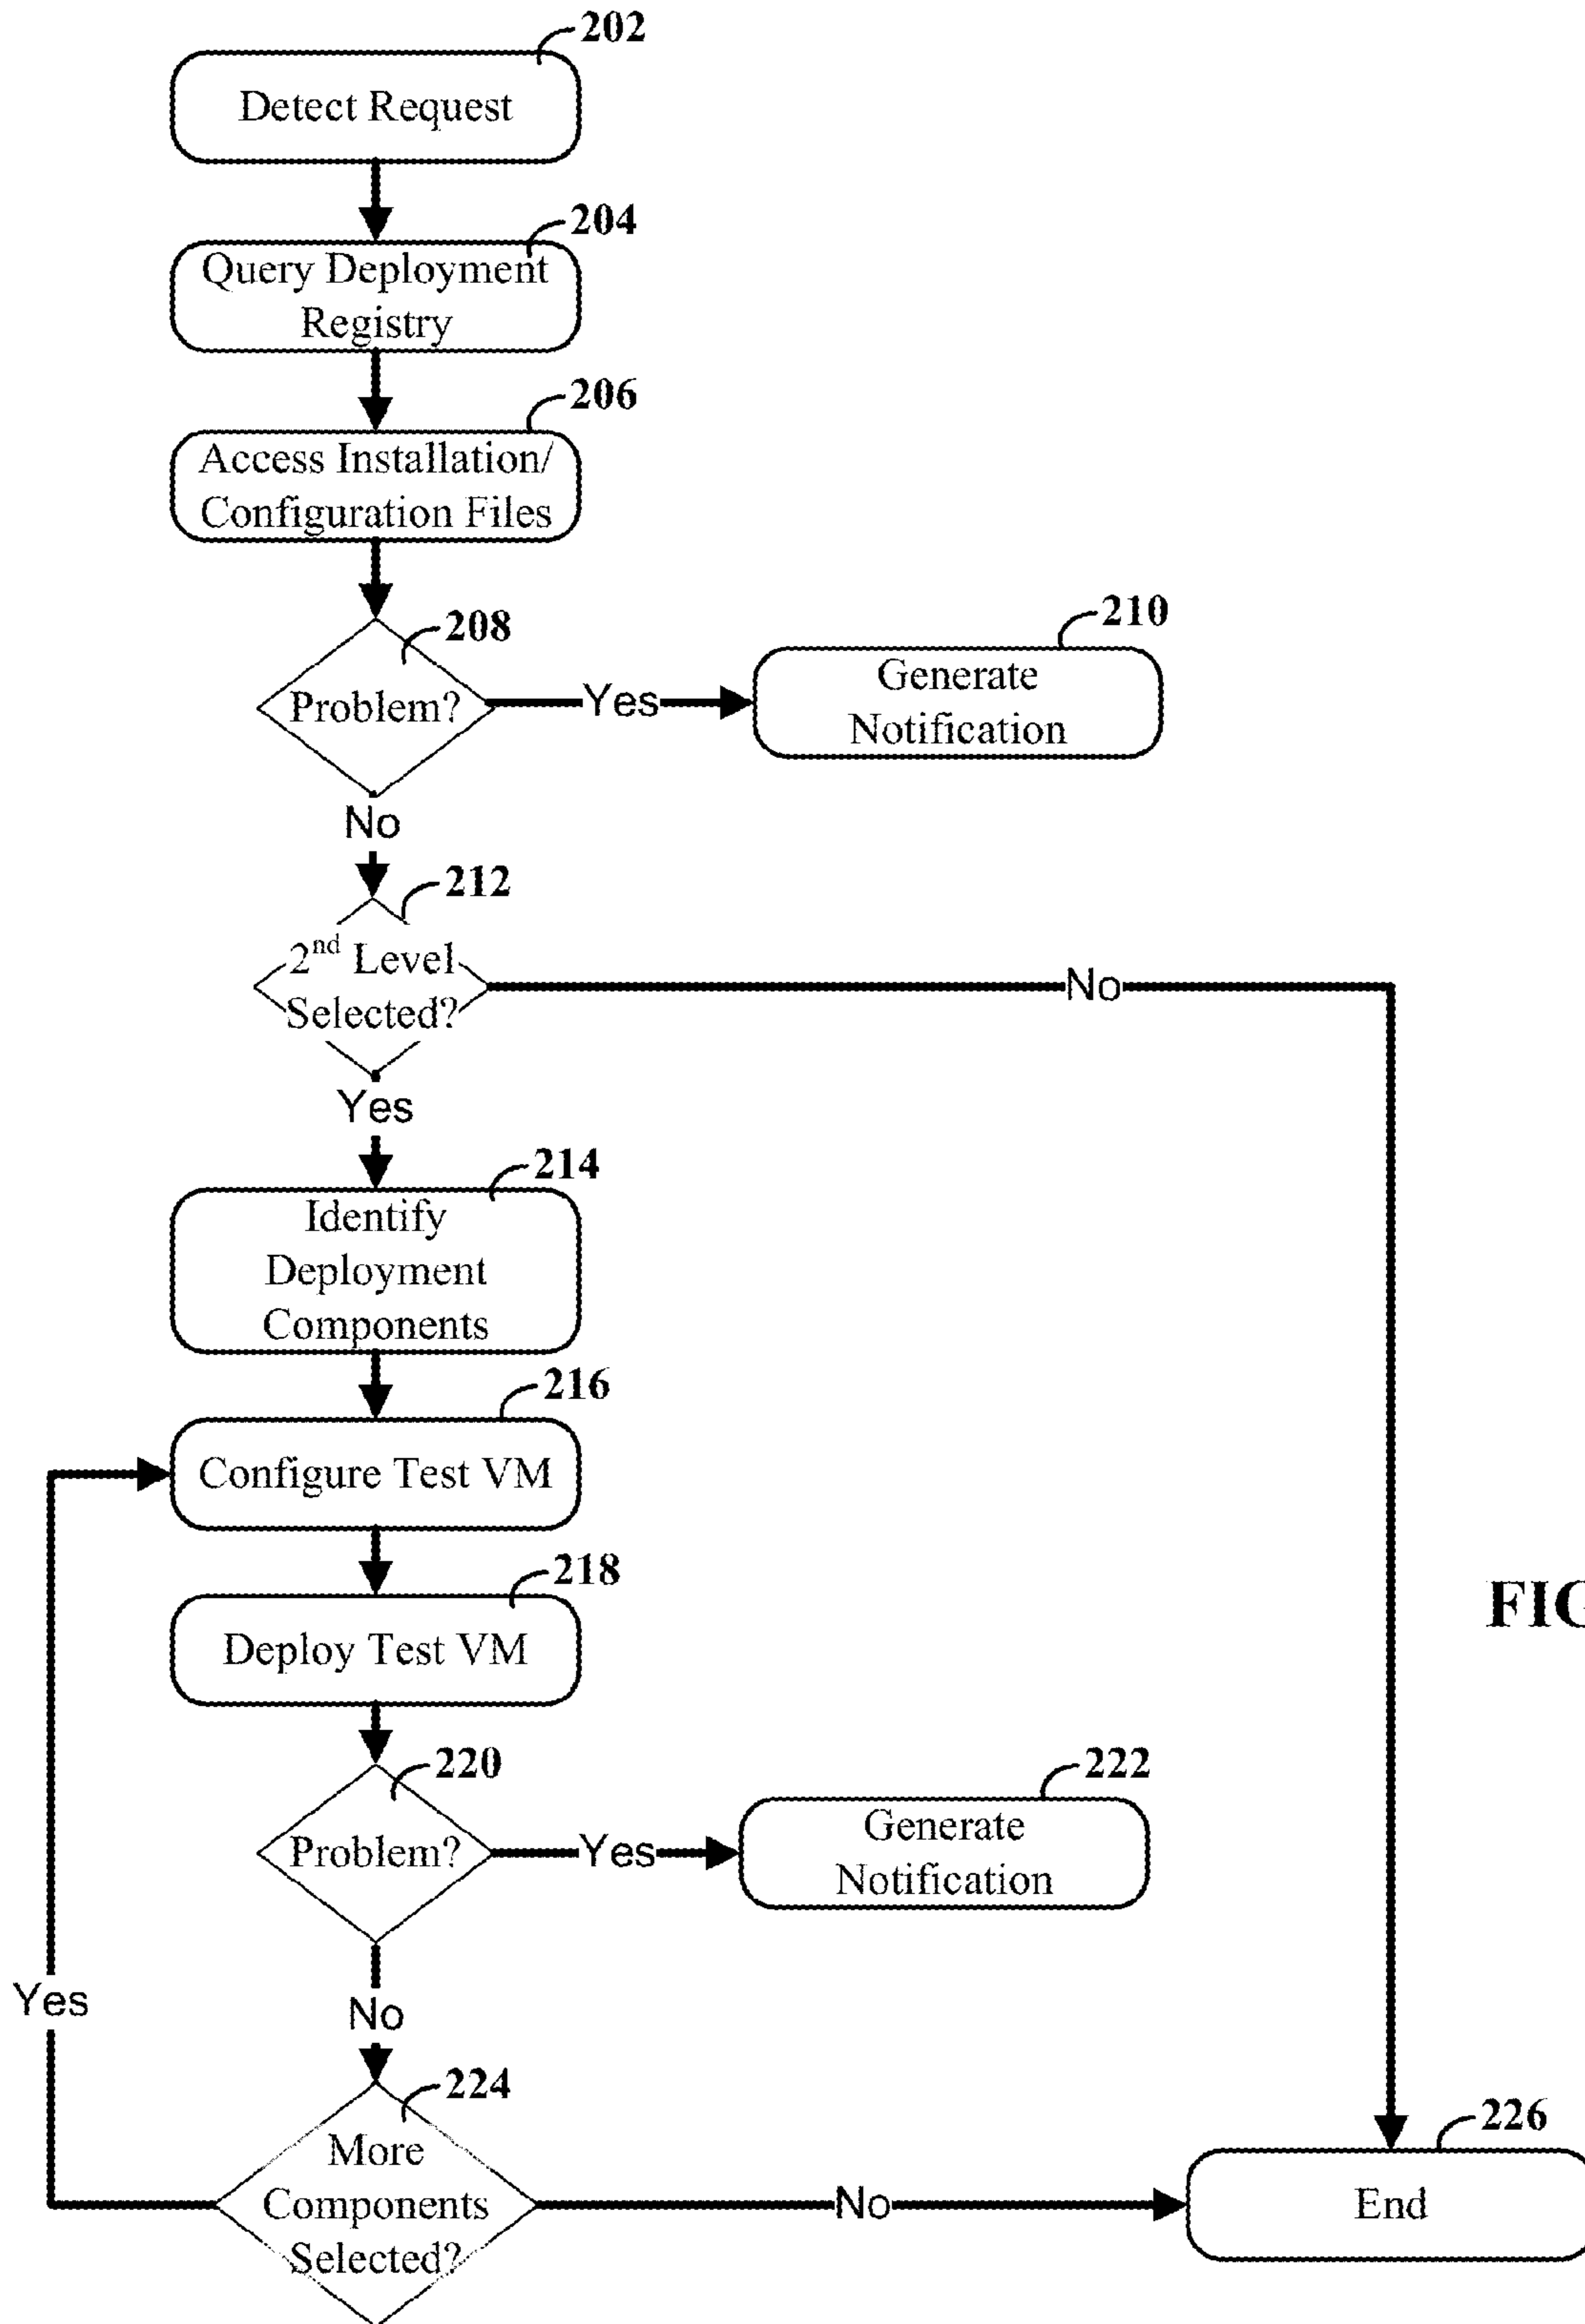 202
Detect Request
204
Query Deployment
Registry
206
Access Installation/
Configuration Files
208
Problem?
Yes
210
Generate
Notification
No
212
2nd Level
Selected?
No
Yes
214
Identify
Deployment
Components
216
Configure Test VM
218
Deploy Test VM
FIG
220
Problem?
Yes
222
Generate
Notification
Yes
No
224
More
Components
Selected?
No
226
End